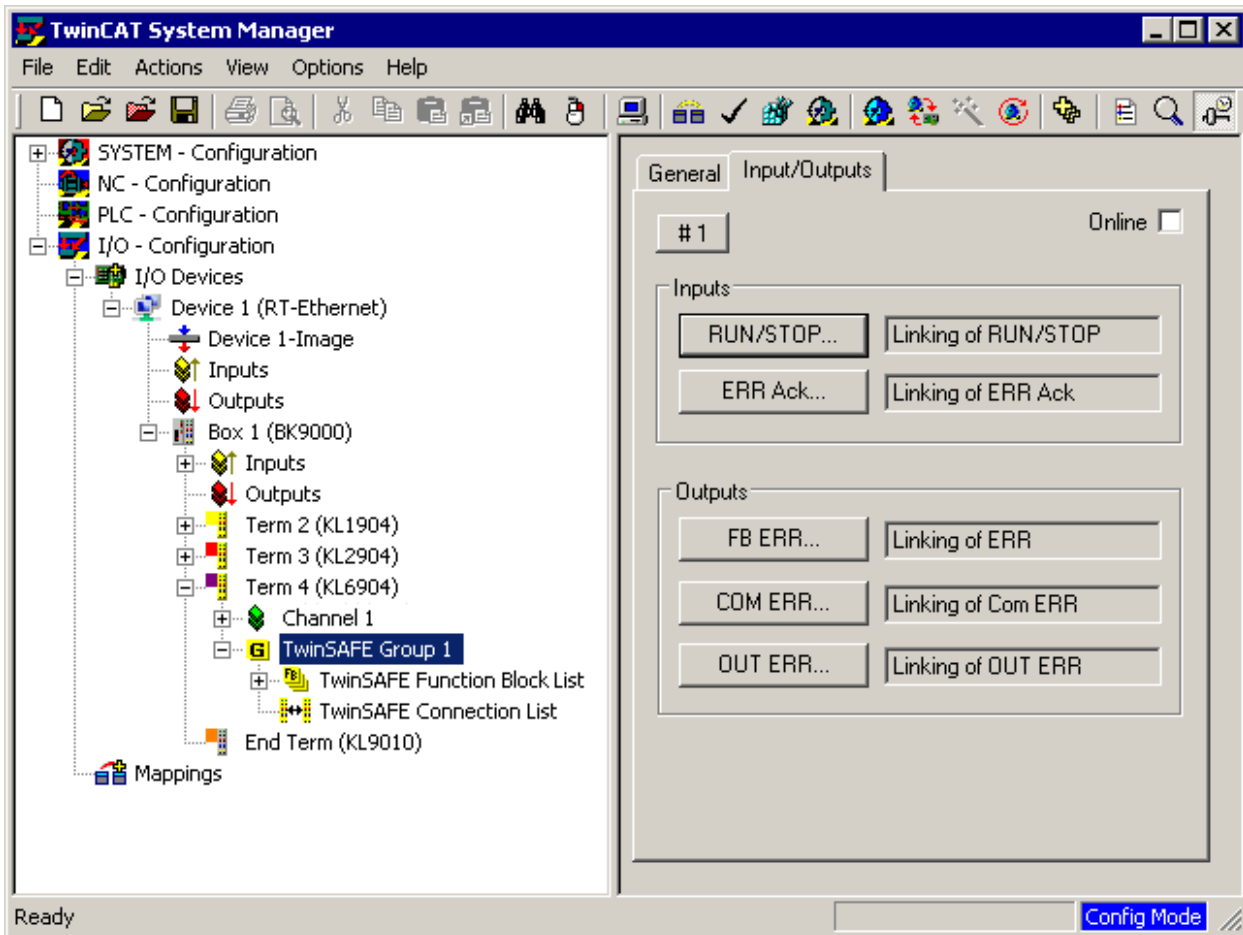 TwinCAT System Manager
File Edit Actions View Options Help
SYSTEM - Configuration
NC - Configuration
PLC - Configuration
I/O - Configuration
I/O Devices
Device 1 (RT-Ethernet)
Device 1-Image
Inputs
Outputs
Box 1 (BK9000)
Inputs
Outputs
Term 2 (KL1904)
Term 3 (KL2904)
Term 4 (KL6904)
Channel 1
G TwinSAFE Group 1
FB TwinSAFE Function Block List
TwinSAFE Connection List
End Term (KL9010)
Mappings
General Input/Outputs
# 1 Online
Inputs
RUN/STOP... Linking of RUN/STOP
ERR Ack... Linking of ERR Ack
Outputs
FB ERR... Linking of ERR
COM ERR... Linking of Com ERR
OUT ERR... Linking of OUT ERR
Ready Config Mode